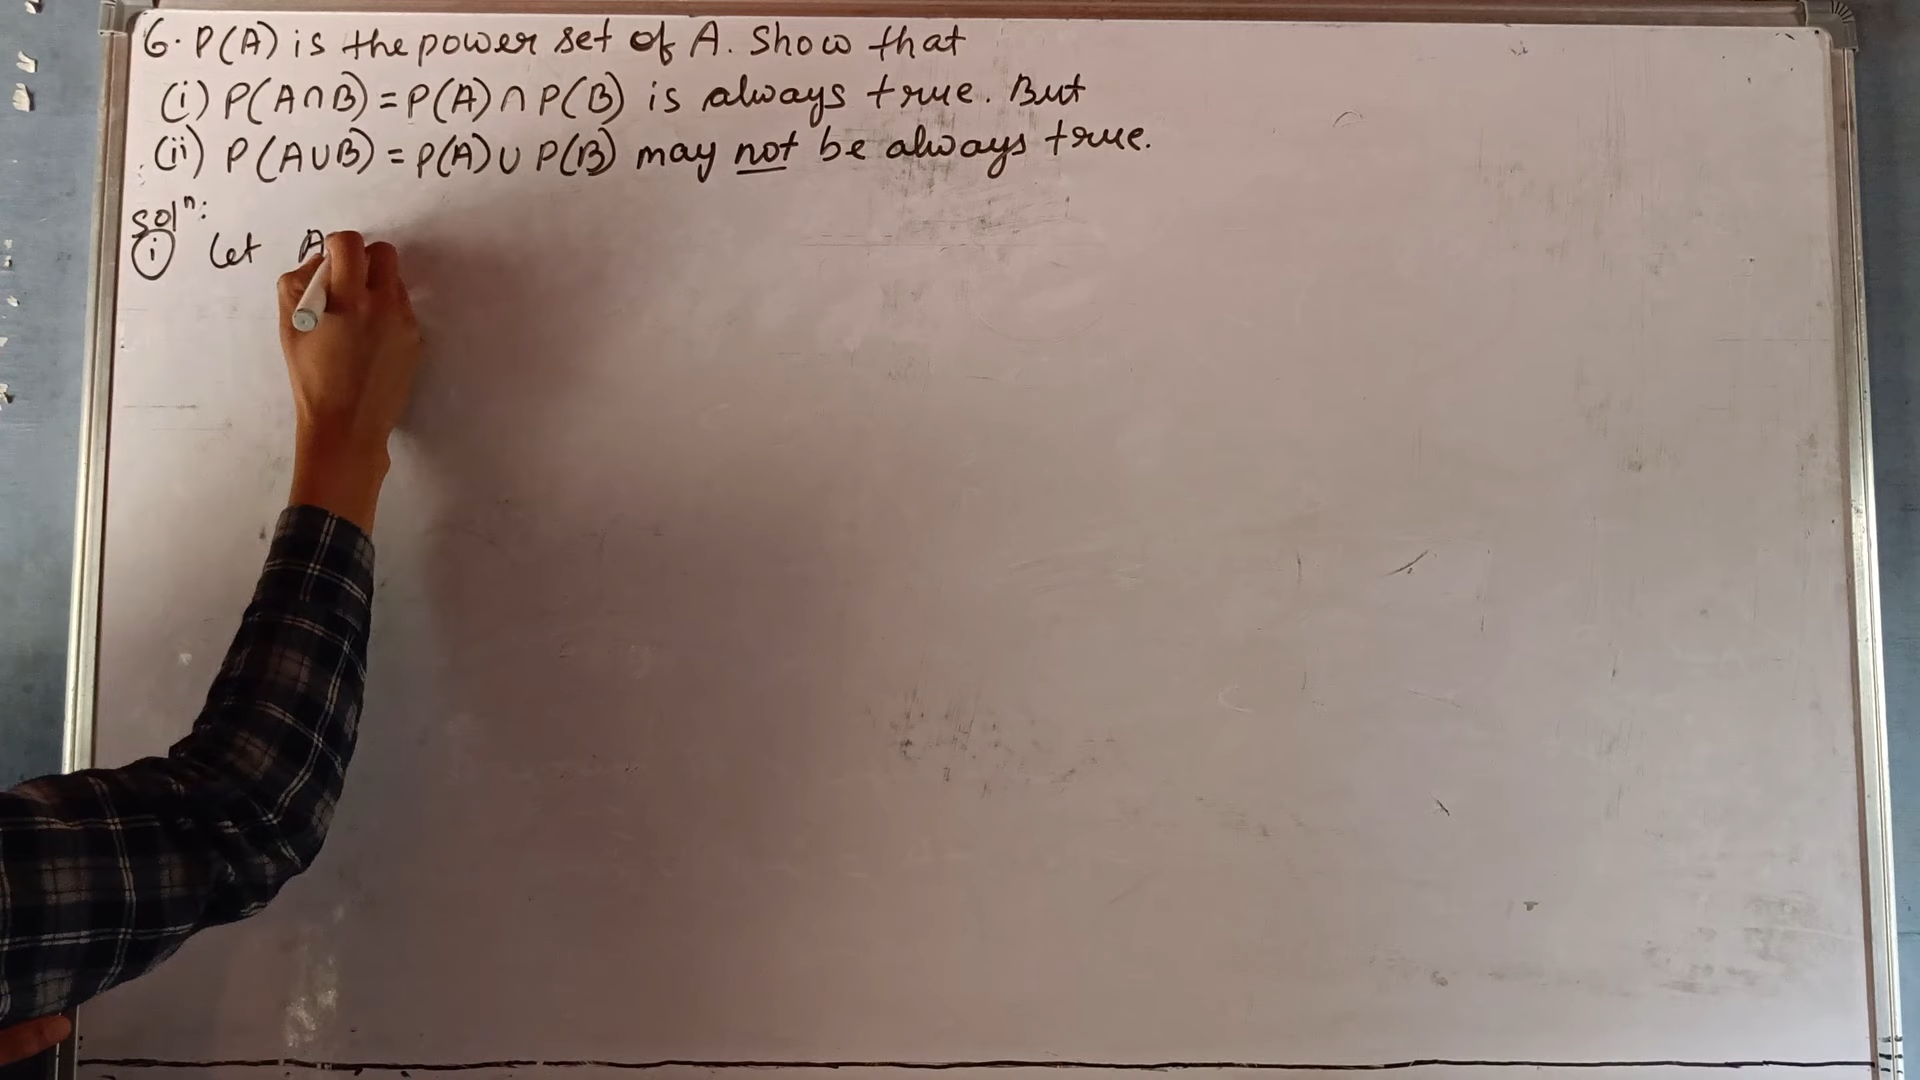 6. P(A) is the power set of A. Show that
(i) P(A∩B) = P(A) ∩ P(B) is always true. But
(ii) P(A∪B) = P(A) ∪ P(B) may not be always true.
Solⁿ:
(i) Let A